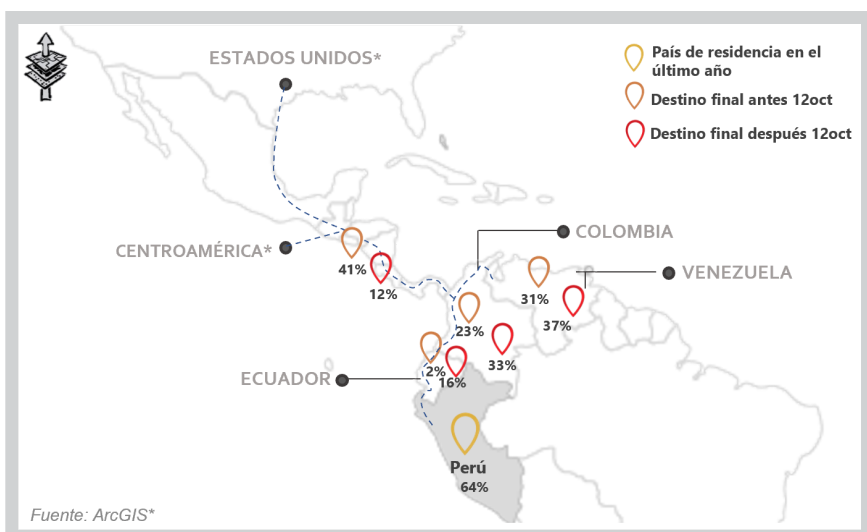 ESTADOS UNIDOS*
País de residencia en el
último año
Destino final antes 12oct
Destino final después 12oct
CENTROAMÉRICA*
41%
12%
COLOMBIA
VENEZUELA
31%
37%
23%
33%
ECUADOR
2%
16%
Perú
64%
Fuente: ArcGIS*